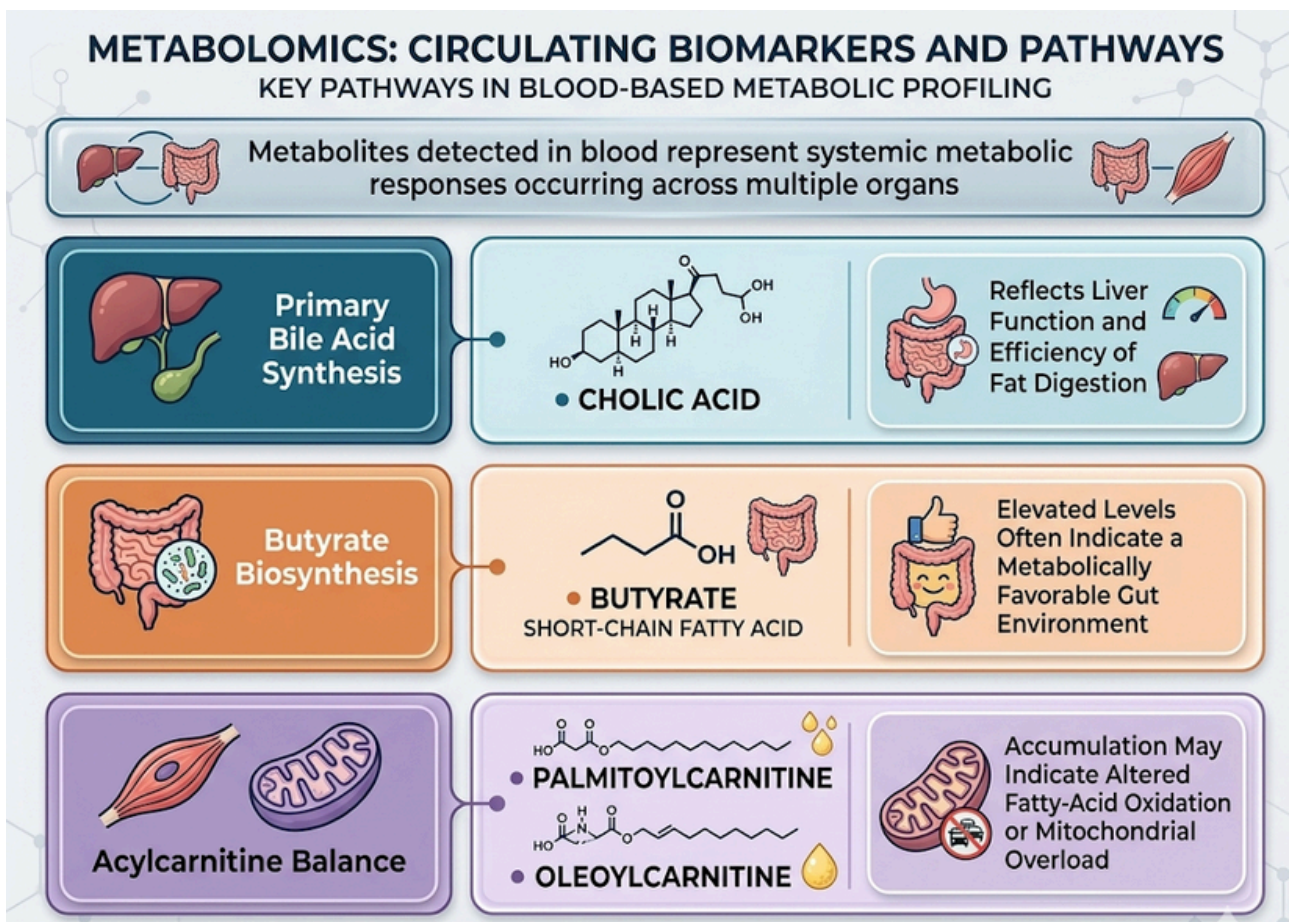 METABOLOMICS: CIRCULATING BIOMARKERS AND PATHWAYS
KEY PATHWAYS IN BLOOD-BASED METABOLIC PROFILING
Metabolites detected in blood represent systemic metabolic
responses occurring across multiple organs
Primary
Bile Acid
Synthesis
O
OH
OH
H
H
H
H
HO
• CHOLIC ACID
Reflects Liver
Function and
Efficiency of
Fat Digestion
Butyrate
Biosynthesis
O
OH
• BUTYRATE
SHORT-CHAIN FATTY ACID
Elevated Levels
Often Indicate a
Metabolically
Favorable Gut
Environment
Acylcarnitine Balance
O O
HO O
• PALMITOYLCARNITINE
H
O N O
HO O
• OLEOYLCARNITINE
Accumulation May
Indicate Altered
Fatty-Acid Oxidation
or Mitochondrial
Overload